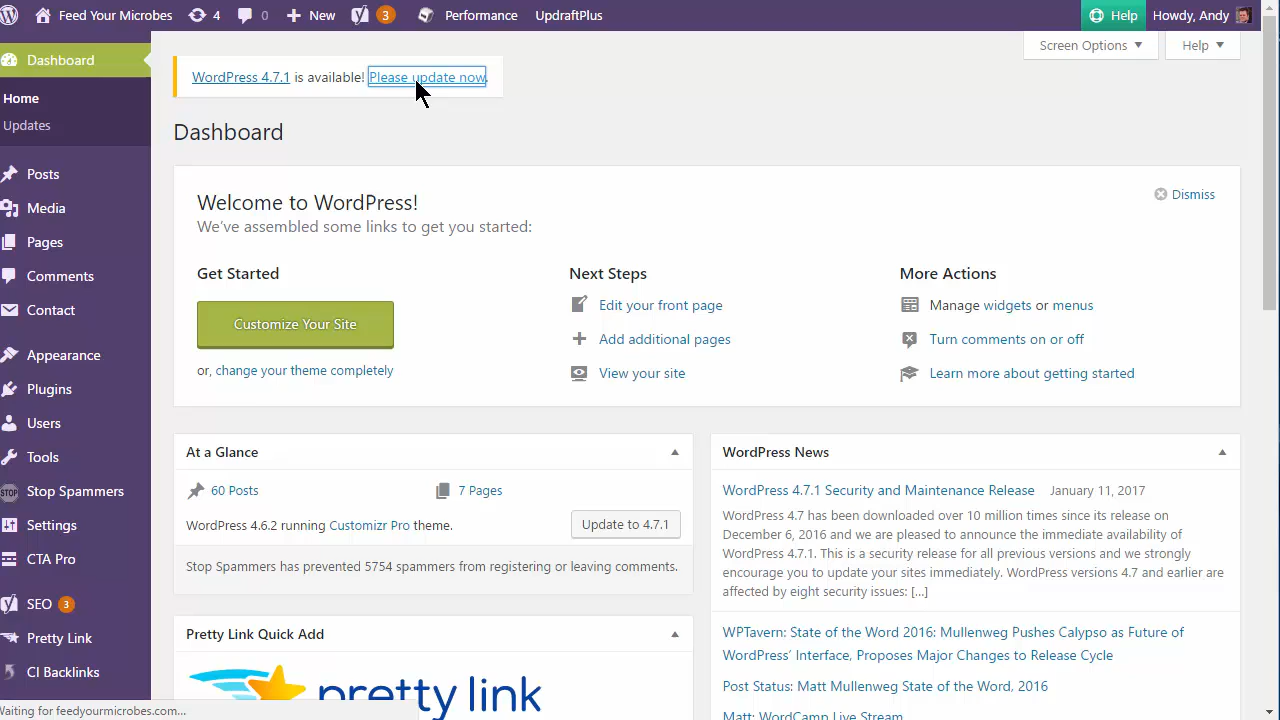 Feed Your Microbes 4 0 New 3 Performance UpdraftPlus Help Howdy, Andy
Dashboard
Home
Updates
Posts
Media
Pages
Comments
Contact
Appearance
Plugins
Users
Tools
STOP Stop Spammers
Settings
CTA Pro
SEO 3
Pretty Link
CI Backlinks
Screen Options Help
WordPress 4.7.1 is available! Please update now.
Dashboard
Welcome to WordPress!
Dismiss
We've assembled some links to get you started:
Get Started
Customize Your Site
or, change your theme completely
Next Steps
Edit your front page
Add additional pages
View your site
More Actions
Manage widgets or menus
Turn comments on or off
Learn more about getting started
At a Glance
60 Posts 7 Pages
WordPress 4.6.2 running Customizr Pro theme. Update to 4.7.1
Stop Spammers has prevented 5754 spammers from registering or leaving comments.
Pretty Link Quick Add
pretty link
WordPress News
WordPress 4.7.1 Security and Maintenance Release January 11, 2017
WordPress 4.7 has been downloaded over 10 million times since its release on
December 6, 2016 and we are pleased to announce the immediate availability of
WordPress 4.7.1. This is a security release for all previous versions and we strongly
encourage you to update your sites immediately. WordPress versions 4.7 and earlier are
affected by eight security issues: [...]
WPTavern: State of the Word 2016: Mullenweg Pushes Calypso as Future of
WordPress' Interface, Proposes Major Changes to Release Cycle
Post Status: Matt Mullenweg State of the Word, 2016
Matt: WordCamp Live Stream
Waiting for feedyourmicrobes.com...